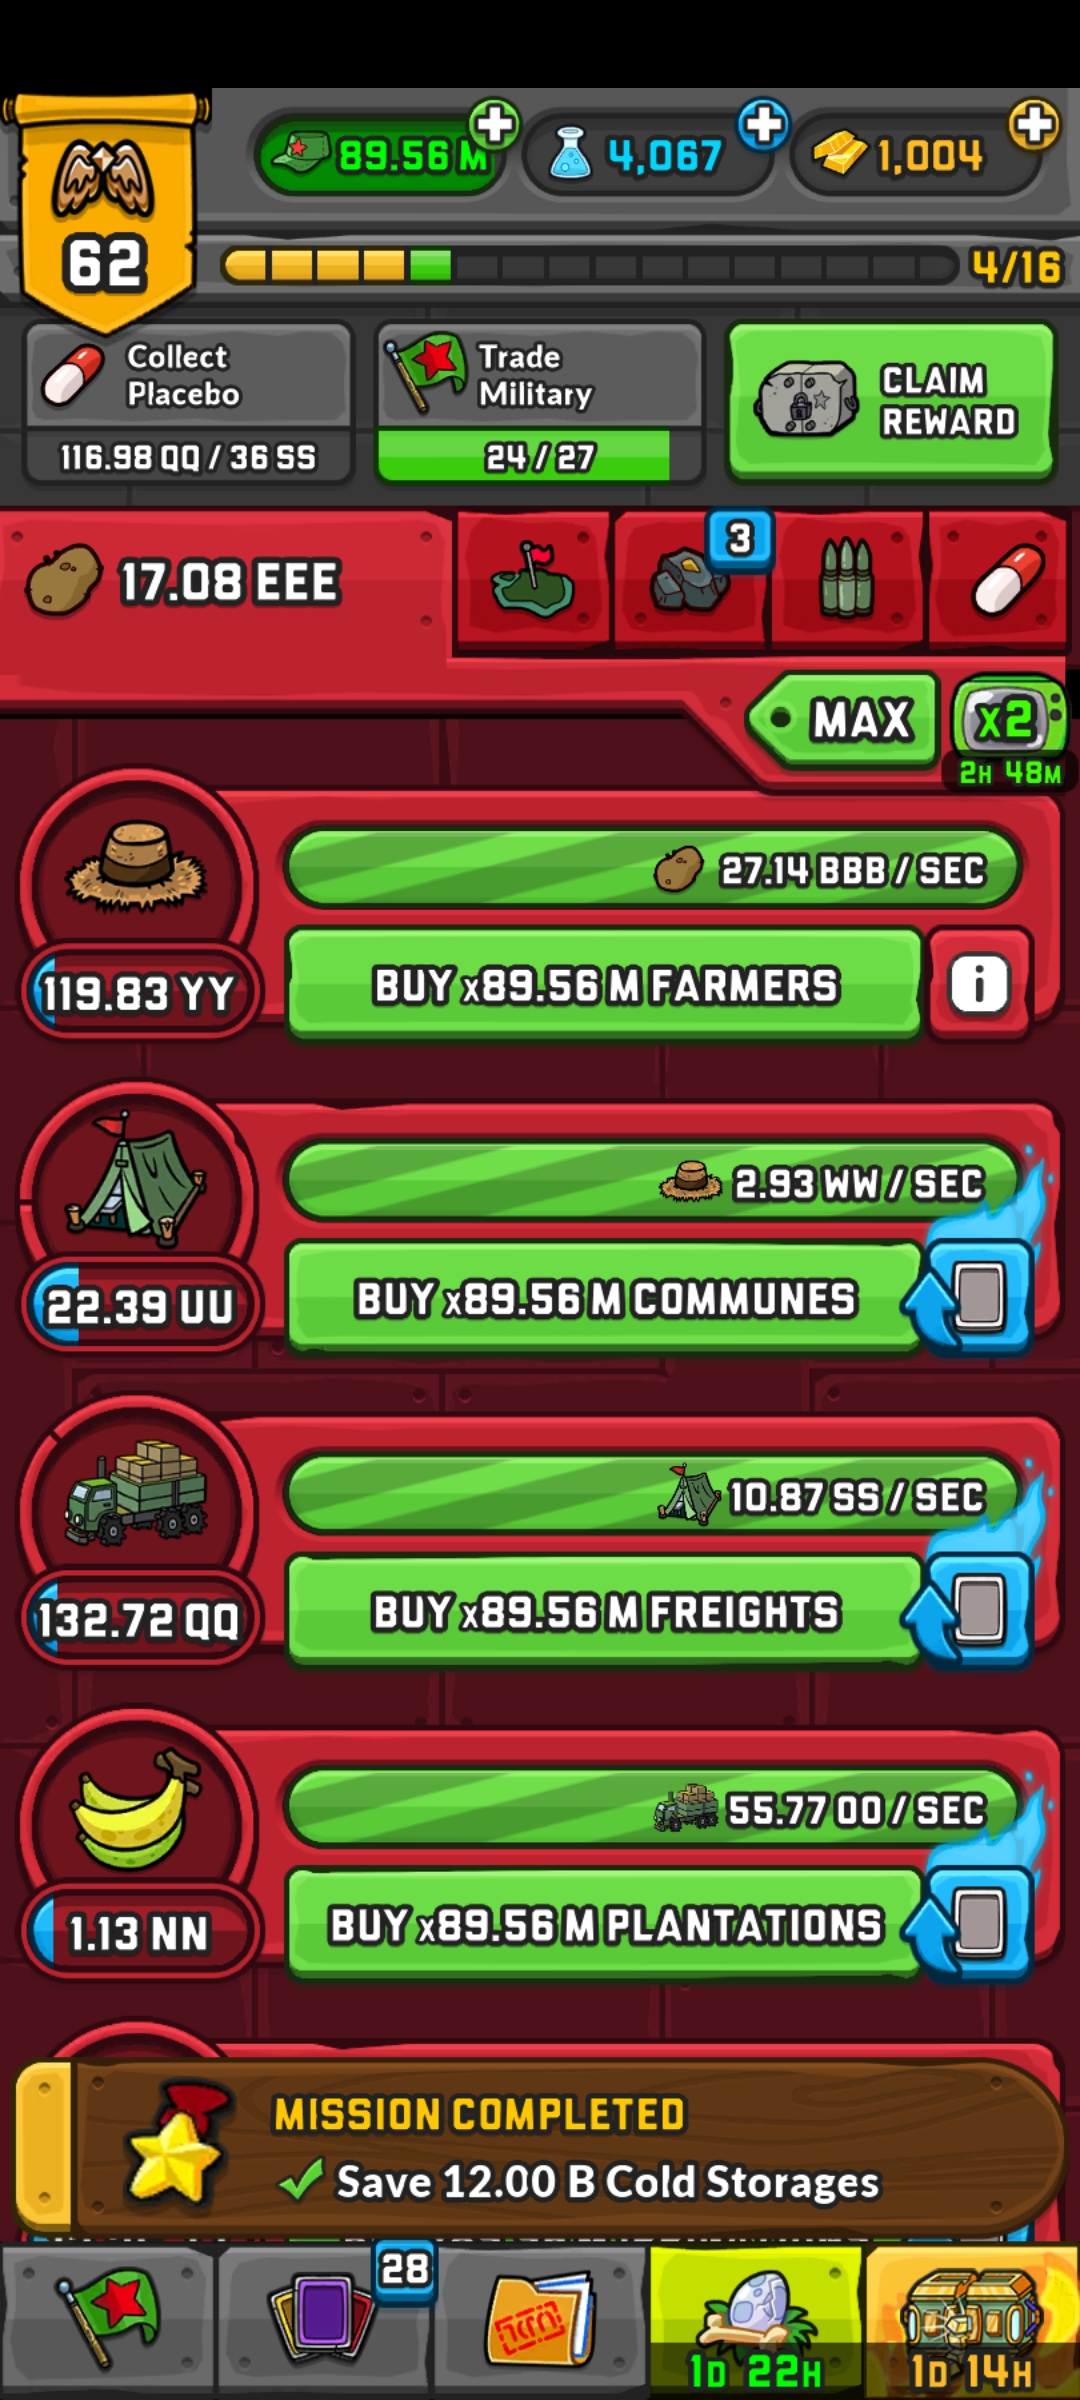 89.56 M
4,067
1,004
62
4/16
Collect
Placebo
116.98 QQ / 36 SS
Trade
Military
24 / 27
CLAIM
REWARD
17.08 EEE
3
MAX
x2
2H 48M
27.14 BBB / SEC
119.83 YY
BUY x89.56 M FARMERS
i
2.93 WW / SEC
22.39 UU
BUY x89.56 M COMMUNES
10.87 SS / SEC
132.72 QQ
BUY x89.56 M FREIGHTS
55.77 OO / SEC
1.13 NN
BUY x89.56 M PLANTATIONS
MISSION COMPLETED
Save 12.00 B Cold Storages
28
1D 22H
1D 14H